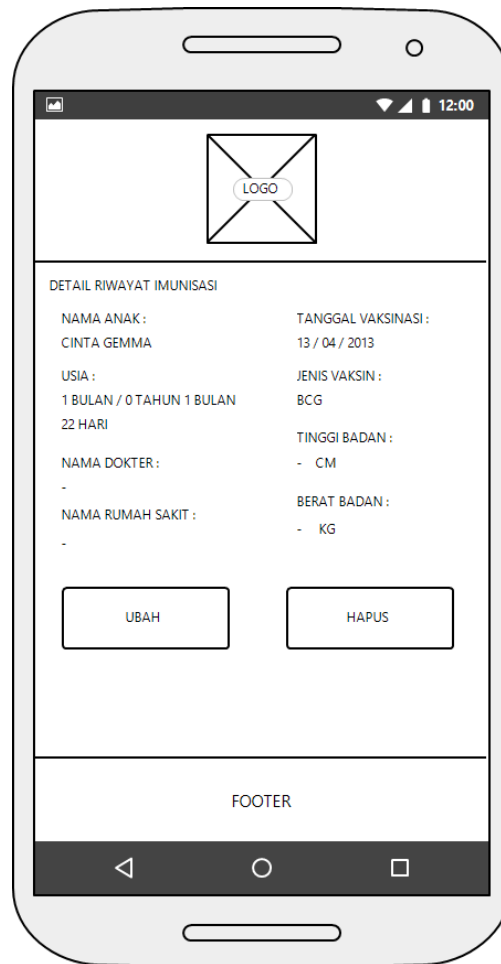 12:00
LOGO
DETAIL RIWAYAT IMUNISASI
NAMA ANAK :
CINTA GEMMA
USIA :
1 BULAN / 0 TAHUN 1 BULAN
22 HARI
NAMA DOKTER :
-
NAMA RUMAH SAKIT :
-
TANGGAL VAKSINASI :
13 / 04 / 2013
JENIS VAKSIN :
BCG
TINGGI BADAN :
- CM
BERAT BADAN :
- KG
UBAH
HAPUS
FOOTER